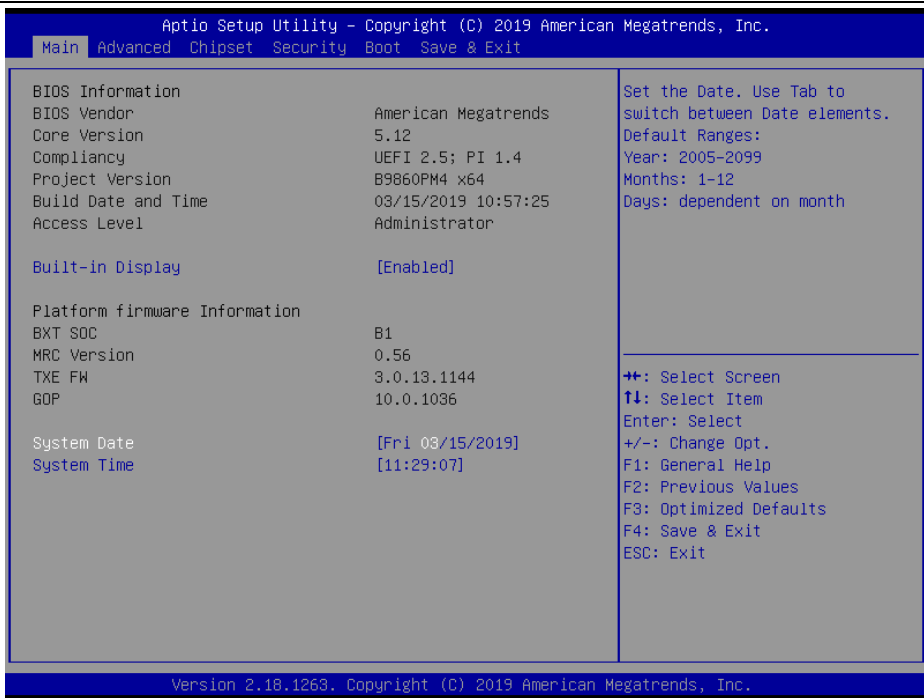 Aptio Setup Utility – Copyright (C) 2019 American Megatrends, Inc.
Main Advanced Chipset Security Boot Save & Exit
BIOS Information
BIOS Vendor American Megatrends
Core Version 5.12
Compliancy UEFI 2.5; PI 1.4
Project Version B9860PM4 x64
Build Date and Time 03/15/2019 10:57:25
Access Level Administrator
Built-in Display [Enabled]
Platform firmware Information
BXT SOC B1
MRC Version 0.56
TXE FW 3.0.13.1144
GOP 10.0.1036
System Date [Fri 03/15/2019]
System Time [11:29:07]
Set the Date. Use Tab to
switch between Date elements.
Default Ranges:
Year: 2005-2099
Months: 1-12
Days: dependent on month
→←: Select Screen
↑↓: Select Item
Enter: Select
+/-: Change Opt.
F1: General Help
F2: Previous Values
F3: Optimized Defaults
F4: Save & Exit
ESC: Exit
Version 2.18.1263. Copyright (C) 2019 American Megatrends, Inc.